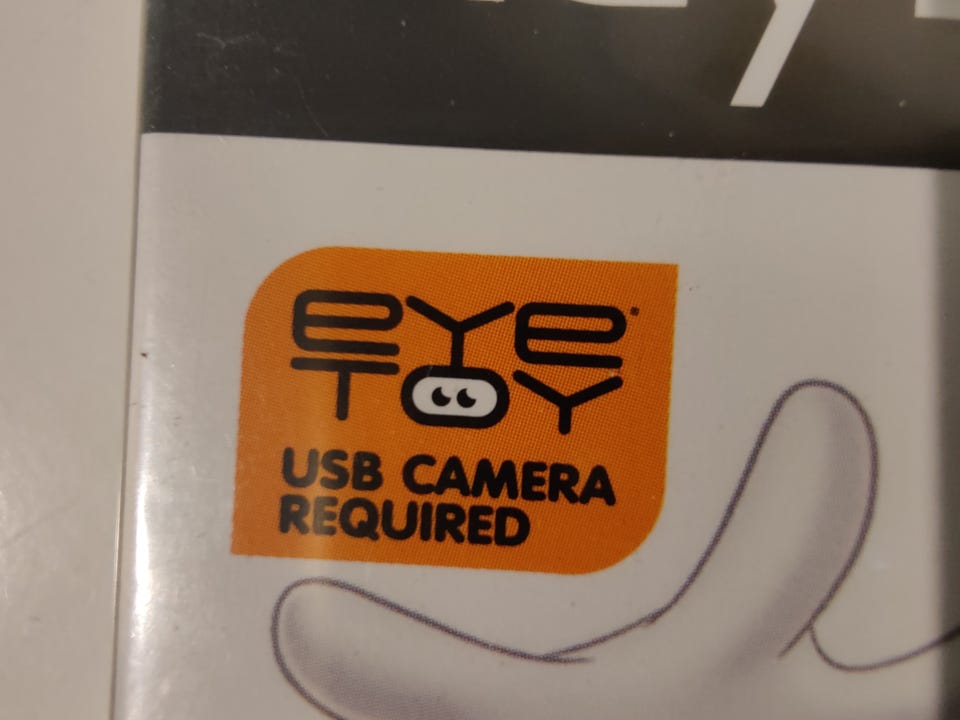 eYe
TOY
USB CAMERA
REQUIRED